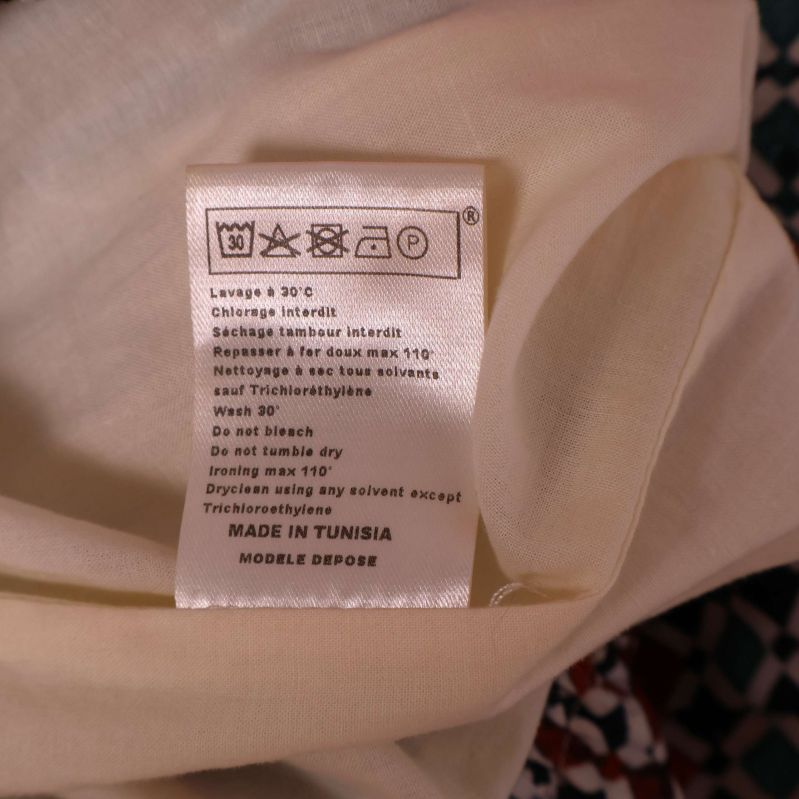 ®
30 P
Lavage à 30°C
Chlorage interdit
Séchage tambour interdit
Repasser à fer doux max 110°
Nettoyage à sec tous solvants
sauf Trichloréthylène
Wash 30°
Do not bleach
Do not tumble dry
Ironing max 110°
Dryclean using any solvent except
Trichloroethylene
MADE IN TUNISIA
MODELE DEPOSE